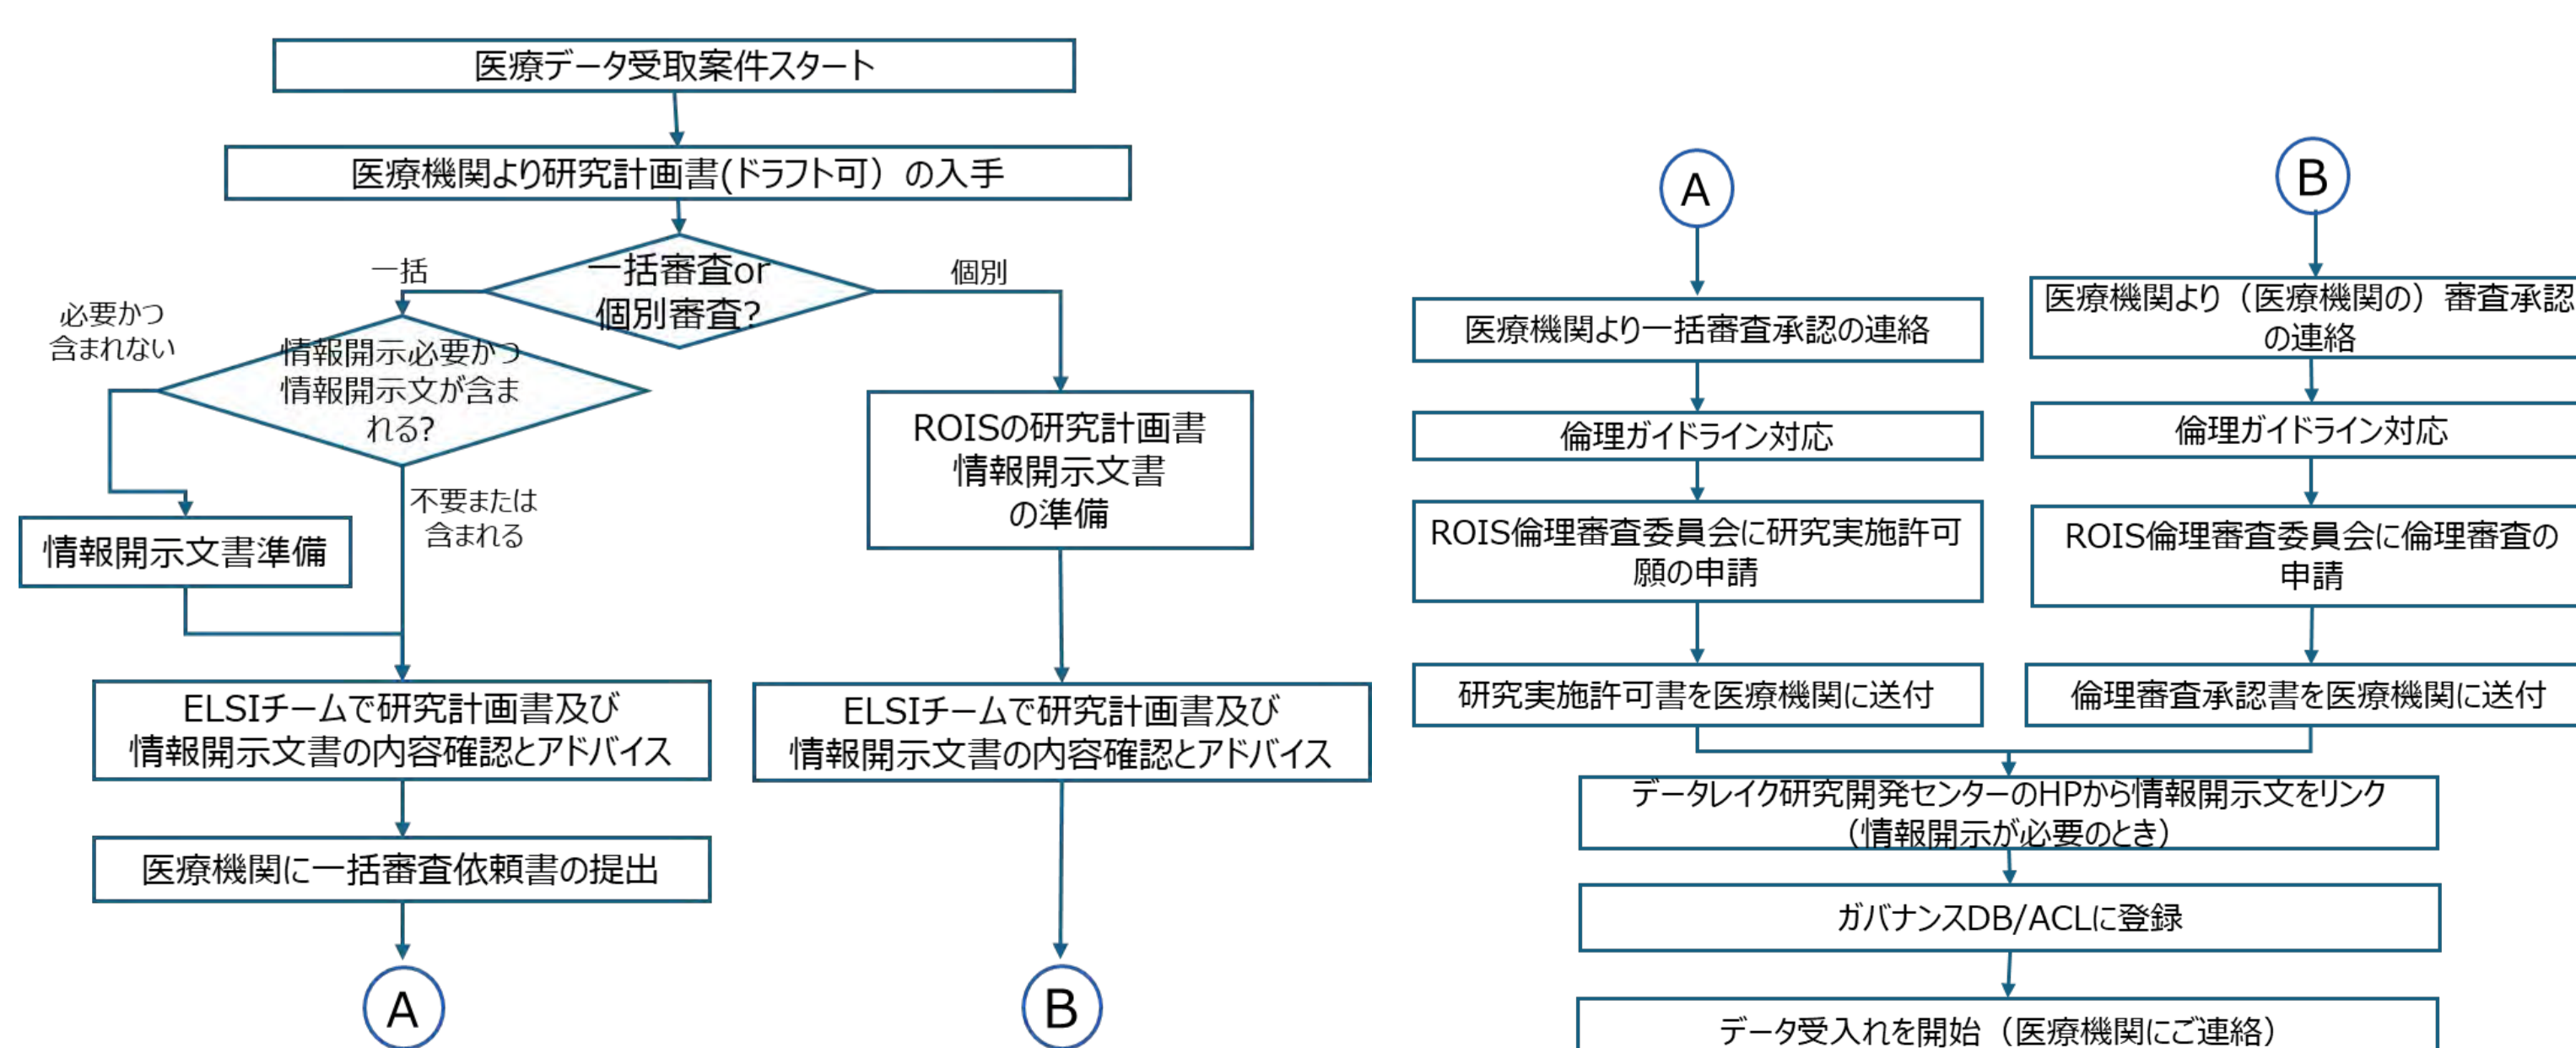 医療データ受取案件スタート
医療機関より研究計画書(ドラフト可）の入手
一括審査or
個別審査?
一括
個別
必要かつ
含まれない
情報開示必要かつ
情報開示文が含ま
れる?
不要または
含まれる
情報開示文書準備
ROISの研究計画書
情報開示文書
の準備
ELSIチームで研究計画書及び
情報開示文書の内容確認とアドバイス
医療機関に一括審査依頼書の提出
A
ELSIチームで研究計画書及び
情報開示文書の内容確認とアドバイス
B
A
医療機関より一括審査承認の連絡
倫理ガイドライン対応
ROIS倫理審査委員会に研究実施許可
願の申請
研究実施許可書を医療機関に送付
B
医療機関より（医療機関の）審査承認
の連絡
倫理ガイドライン対応
ROIS倫理審査委員会に倫理審査の
申請
倫理審査承認書を医療機関に送付
データレイク研究開発センターのHPから情報開示文をリンク
（情報開示が必要のとき）
ガバナンスDB/ACLに登録
データ受入れを開始（医療機関にご連絡）